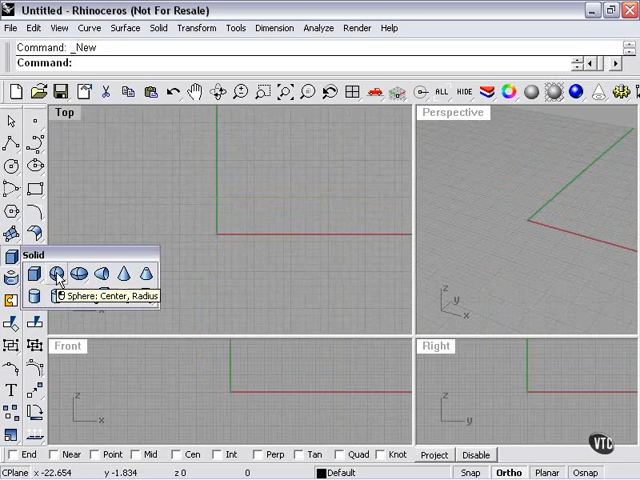 Untitled - Rhinoceros (Not For Resale)
File Edit View Curve Surface Solid Transform Tools Dimension Analyze Render Help
Command: _New
Command:
ALL HIDE
Top
Perspective
Solid
Sphere: Center, Radius
z
y
x
Front
Right
z
x
z
y
T
VTC
End Near Point Mid Cen Int Perp Tan Quad Knot Project Disable
CPlane x -22.654 y -1.834 z 0 0 Default Snap Ortho Planar Osnap